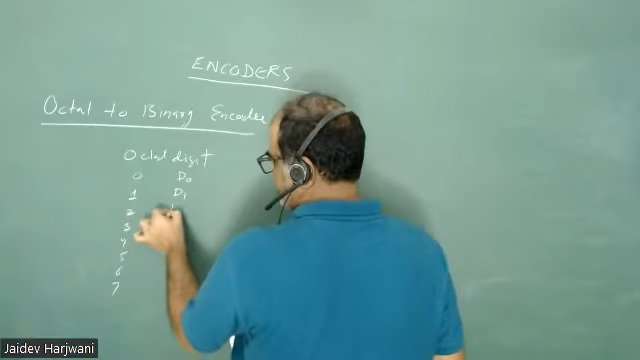 ENCODERS
Octal to Binary Encoder
Octal digit
0 D0
1 D1
2
3
4
5
6
7
Jaidev Harjwani